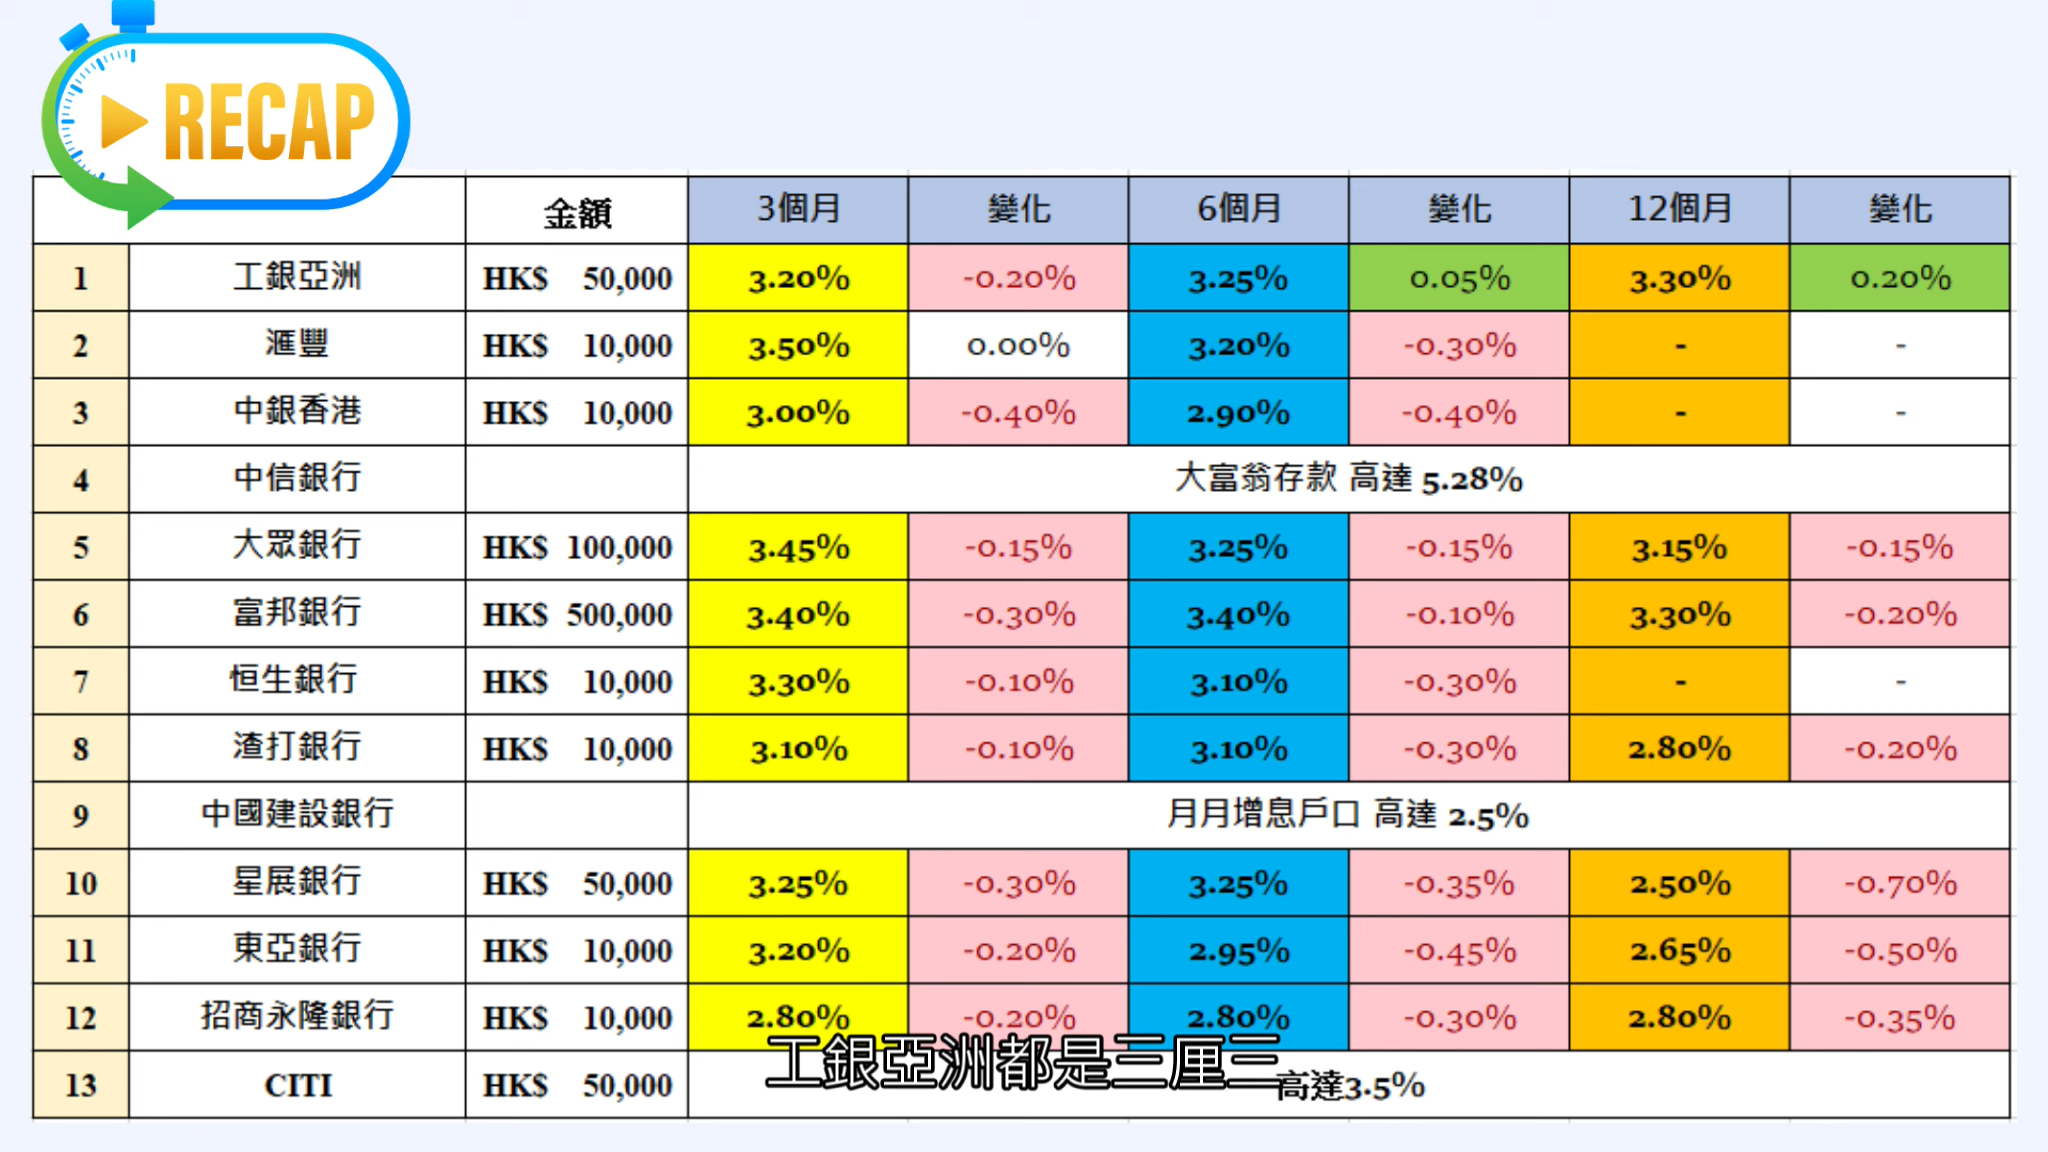 RECAP
金額 3個月 變化 6個月 變化 12個月 變化
1 工銀亞洲 HK$ 50,000 3.20% -0.20% 3.25% 0.05% 3.30% 0.20%
2 滙豐 HK$ 10,000 3.50% 0.00% 3.20% -0.30% - -
3 中銀香港 HK$ 10,000 3.00% -0.40% 2.90% -0.40% - -
4 中信銀行 大富翁存款 高達 5.28%
5 大眾銀行 HK$ 100,000 3.45% -0.15% 3.25% -0.15% 3.15% -0.15%
6 富邦銀行 HK$ 500,000 3.40% -0.30% 3.40% -0.10% 3.30% -0.20%
7 恒生銀行 HK$ 10,000 3.30% -0.10% 3.10% -0.30% - -
8 渣打銀行 HK$ 10,000 3.10% -0.10% 3.10% -0.30% 2.80% -0.20%
9 中國建設銀行 月月增息戶口 高達 2.5%
10 星展銀行 HK$ 50,000 3.25% -0.30% 3.25% -0.35% 2.50% -0.70%
11 東亞銀行 HK$ 10,000 3.20% -0.20% 2.95% -0.45% 2.65% -0.50%
12 招商永隆銀行 HK$ 10,000 2.80% -0.20% 2.80% -0.30% 2.80% -0.35%
13 CITI HK$ 50,000 高達3.5%
工銀亞洲都是三厘三